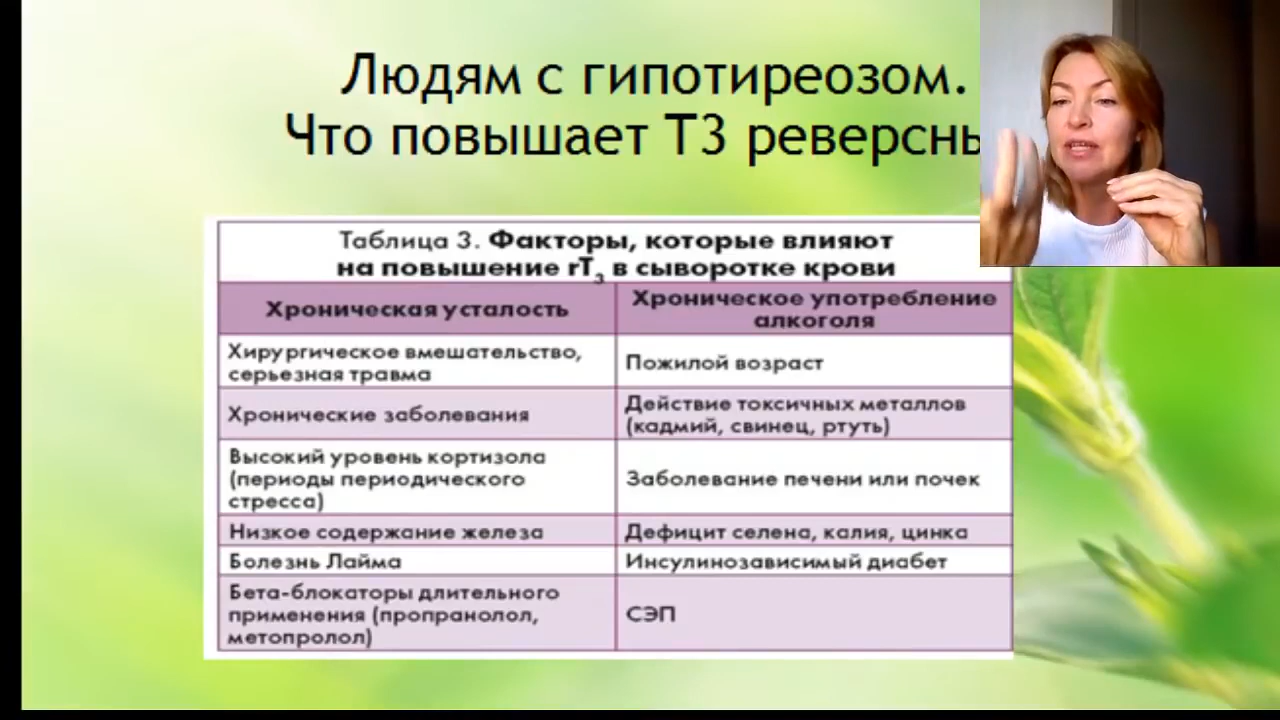 Людям с гипотиреозом.
Что повышает Т3
Таблица 3. Факторы, которые влияют
на повышение rT3 в сыворотке крови
Хроническая усталость
Хроническое употребление
алкоголя
Хирургическое вмешательство,
серьезная травма
Пожилой возраст
Хронические заболевания
Действие токсичных металлов
(кадмий, свинец, ртуть)
Высокий уровень кортизола
(периоды периодического
стресса)
Заболевание печени или почек
Низкое содержание железа
Дефицит селена, калия, цинка
Болезнь Лайма
Инсулинозависимый диабет
Бета-блокаторы длительного
применения (пропранолол,
метопролол)
СЭП